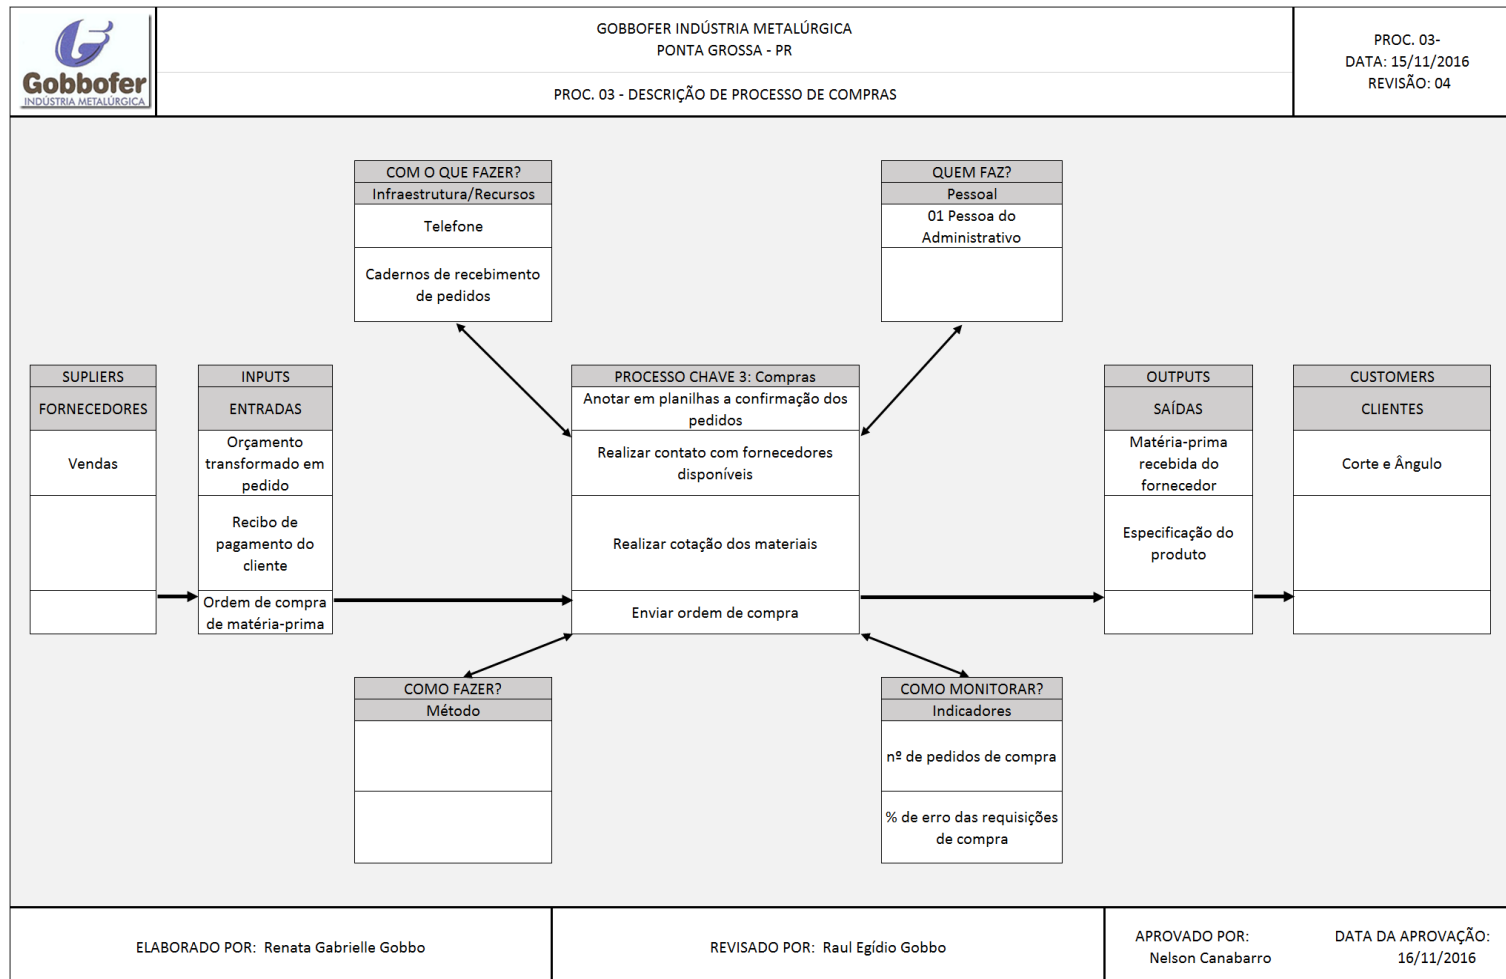 Gobbofer
INDÚSTRIA METALÚRGICA
GOBBOFER INDÚSTRIA METALÚRGICA
PONTA GROSSA - PR
PROC. 03 - DESCRIÇÃO DE PROCESSO DE COMPRAS
PROC. 03-
DATA: 15/11/2016
REVISÃO: 04
COM O QUE FAZER?
Infraestrutura/Recursos
Telefone
Cadernos de recebimento
de pedidos
QUEM FAZ?
Pessoal
01 Pessoa do
Administrativo
SUPLIERS
FORNECEDORES
Vendas
INPUTS
ENTRADAS
Orçamento
transformado em
pedido
Recibo de
pagamento do
cliente
Ordem de compra
de matéria-prima
PROCESSO CHAVE 3: Compras
Anotar em planilhas a confirmação dos
pedidos
Realizar contato com fornecedores
disponíveis
Realizar cotação dos materiais
Enviar ordem de compra
OUTPUTS
SAÍDAS
Matéria-prima
recebida do
fornecedor
Especificação do
produto
CUSTOMERS
CLIENTES
Corte e Ângulo
COMO FAZER?
Método
COMO MONITORAR?
Indicadores
nº de pedidos de compra
% de erro das requisições
de compra
ELABORADO POR: Renata Gabrielle Gobbo
REVISADO POR: Raul Egídio Gobbo
APROVADO POR:
Nelson Canabarro
DATA DA APROVAÇÃO:
16/11/2016